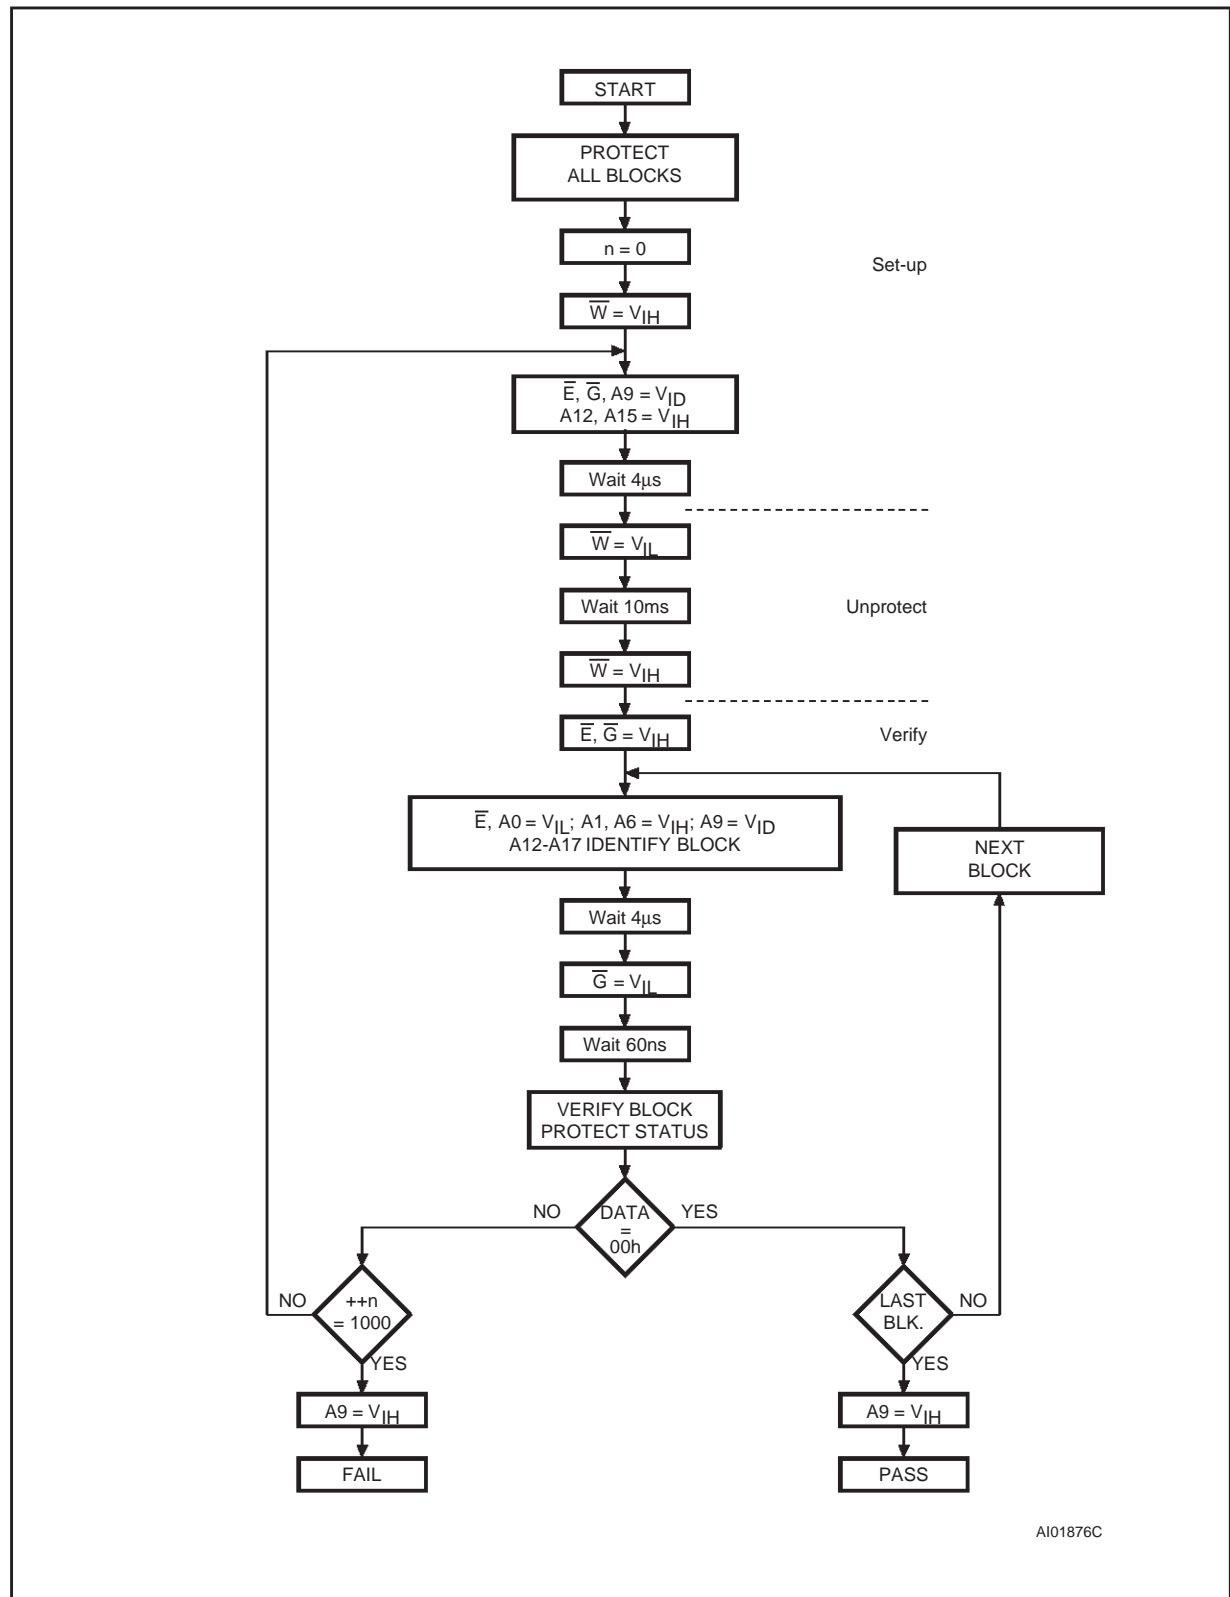 START
PROTECT
ALL BLOCKS
n = 0
Set-up
W̅ = VIH
E̅, G̅, A9 = VID
A12, A15 = VIH
Wait 4µs
W̅ = VIL
Wait 10ms
Unprotect
W̅ = VIH
E̅, G̅ = VIH
Verify
E̅, A0 = VIL; A1, A6 = VIH; A9 = VID
A12-A17 IDENTIFY BLOCK
NEXT
BLOCK
Wait 4µs
G̅ = VIL
Wait 60ns
VERIFY BLOCK
PROTECT STATUS
NO
DATA
=
00h
YES
NO
++n
= 1000
YES
LAST
BLK.
NO
YES
A9 = VIH
A9 = VIH
FAIL
PASS
AI01876C